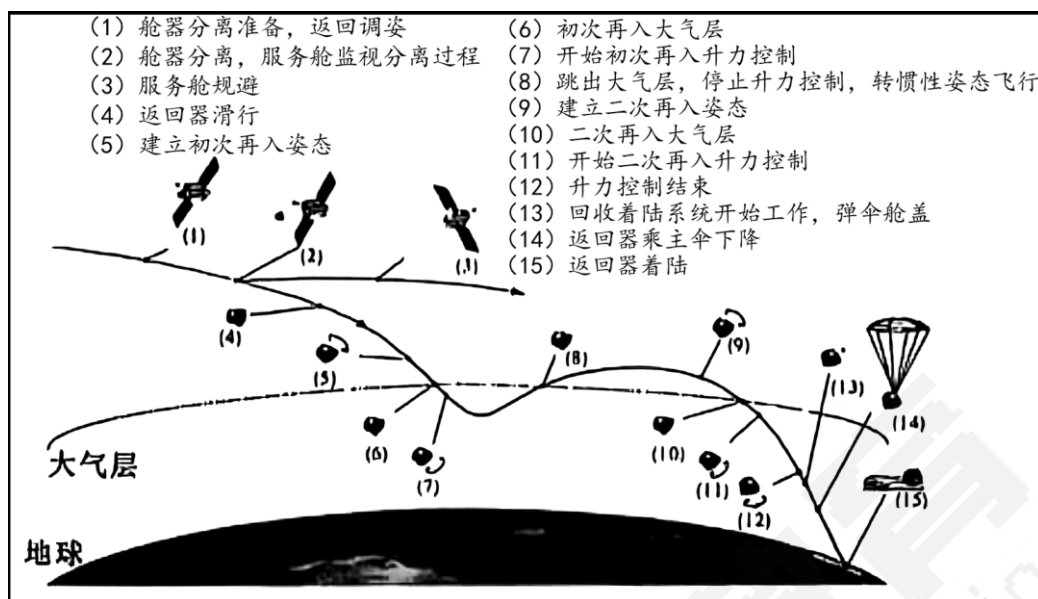 (1) 舱器分离准备，返回调姿
(2) 舱器分离，服务舱监视分离过程
(3) 服务舱规避
(4) 返回器滑行
(5) 建立初次再入姿态
(6) 初次再入大气层
(7) 开始初次再入升力控制
(8) 跳出大气层，停止升力控制，转惯性姿态飞行
(9) 建立二次再入姿态
(10) 二次再入大气层
(11) 开始二次再入升力控制
(12) 升力控制结束
(13) 回收着陆系统开始工作，弹伞舱盖
(14) 返回器乘主伞下降
(15) 返回器着陆
(1)
(2)
(3)
(4)
(5)
(6)
(7)
(8)
(9)
(10)
(11)
(12)
(13)
(14)
(15)
大气层
地球